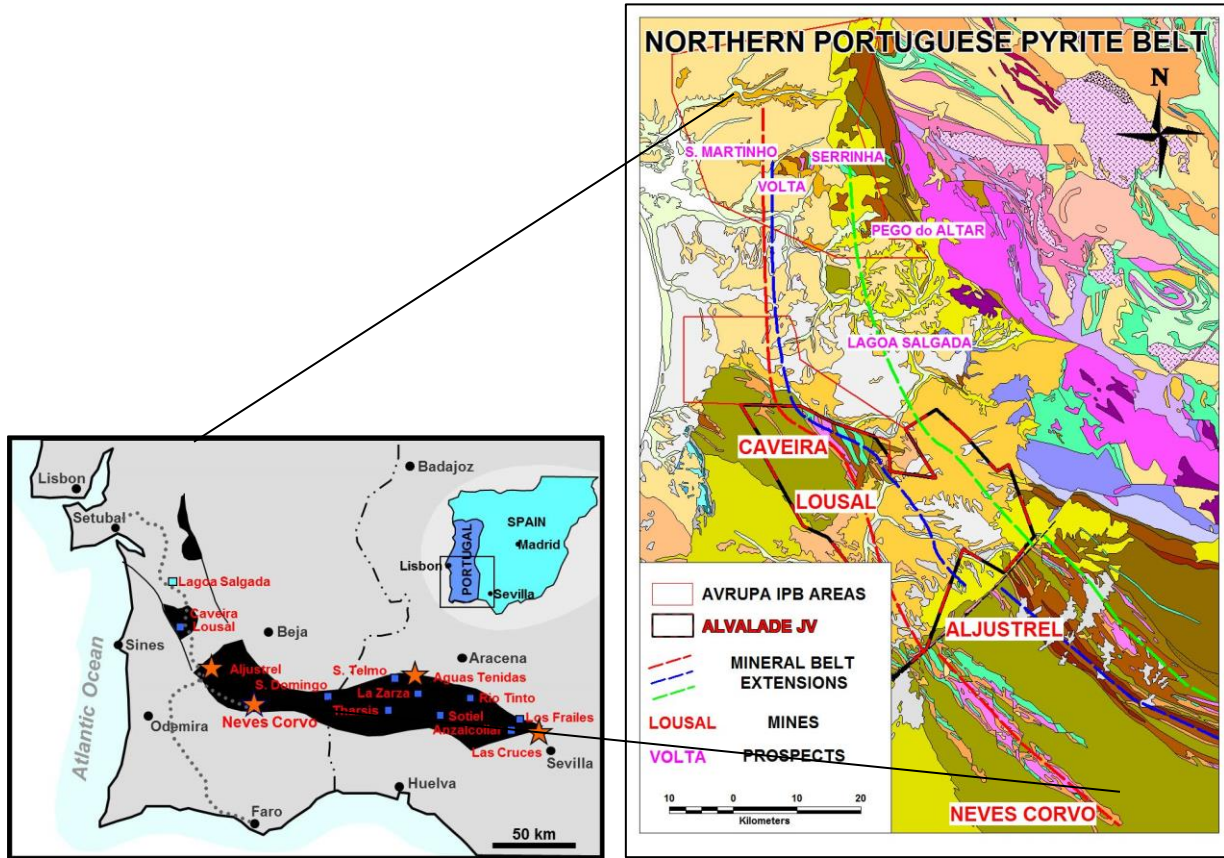 NORTHERN PORTUGUESE PYRITE BELT
N
S. MARTINHO
SERRINHA
VOLTA
PEGO do ALTAR
LAGOA SALGADA
CAVEIRA
LOUSAL
AVRUPA IPB AREAS
ALVALADE JV
MINERAL BELT
EXTENSIONS
LOUSAL MINES
VOLTA PROSPECTS
10 0 10 20
Kilometers
ALJUSTREL
NEVES CORVO
Lisbon
Setubal
Badajoz
SPAIN
Madrid
PORTUGAL
Lisbon
Sevilla
Lagoa Salgada
Caveira
Lousal
Sines
Beja
Aljustrel
S. Telmo
Aracena
Aguas Tenidas
S. Domingo
La Zarza
Rio Tinto
Neves Corvo
Tharsis
Sotiel
Los Frailes
Anzalcollar
Las Cruces
Odemira
Sevilla
Huelva
Atlantic Ocean
Faro
50 km